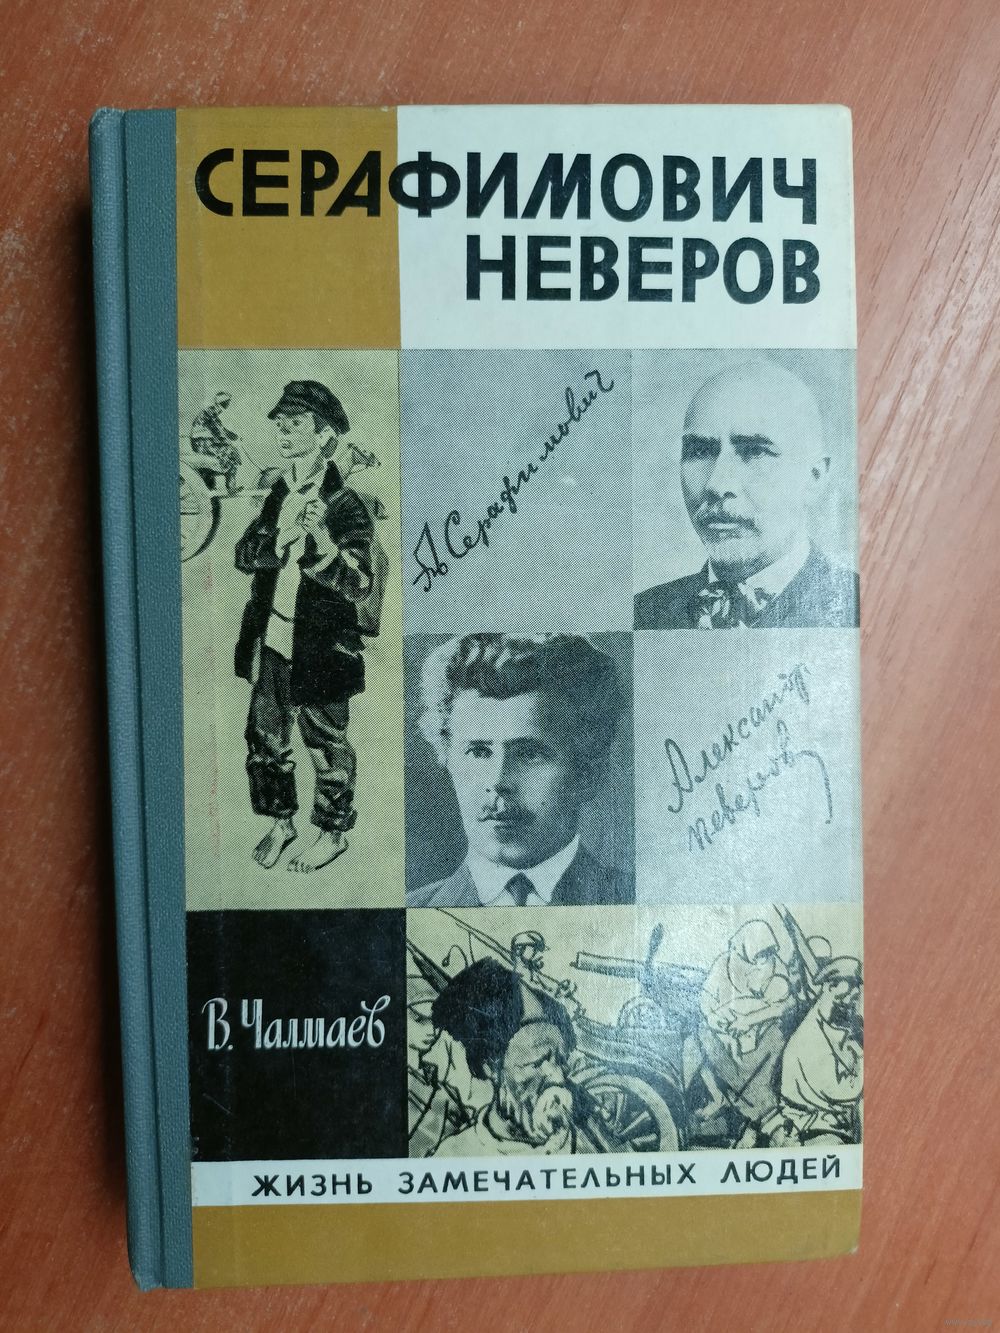 СЕРАФИМОВИЧ
НЕВЕРОВ
А Серафимович
Александр
Неверов
В. Чалмаев
ЖИЗНЬ ЗАМЕЧАТЕЛЬНЫХ ЛЮДЕЙ